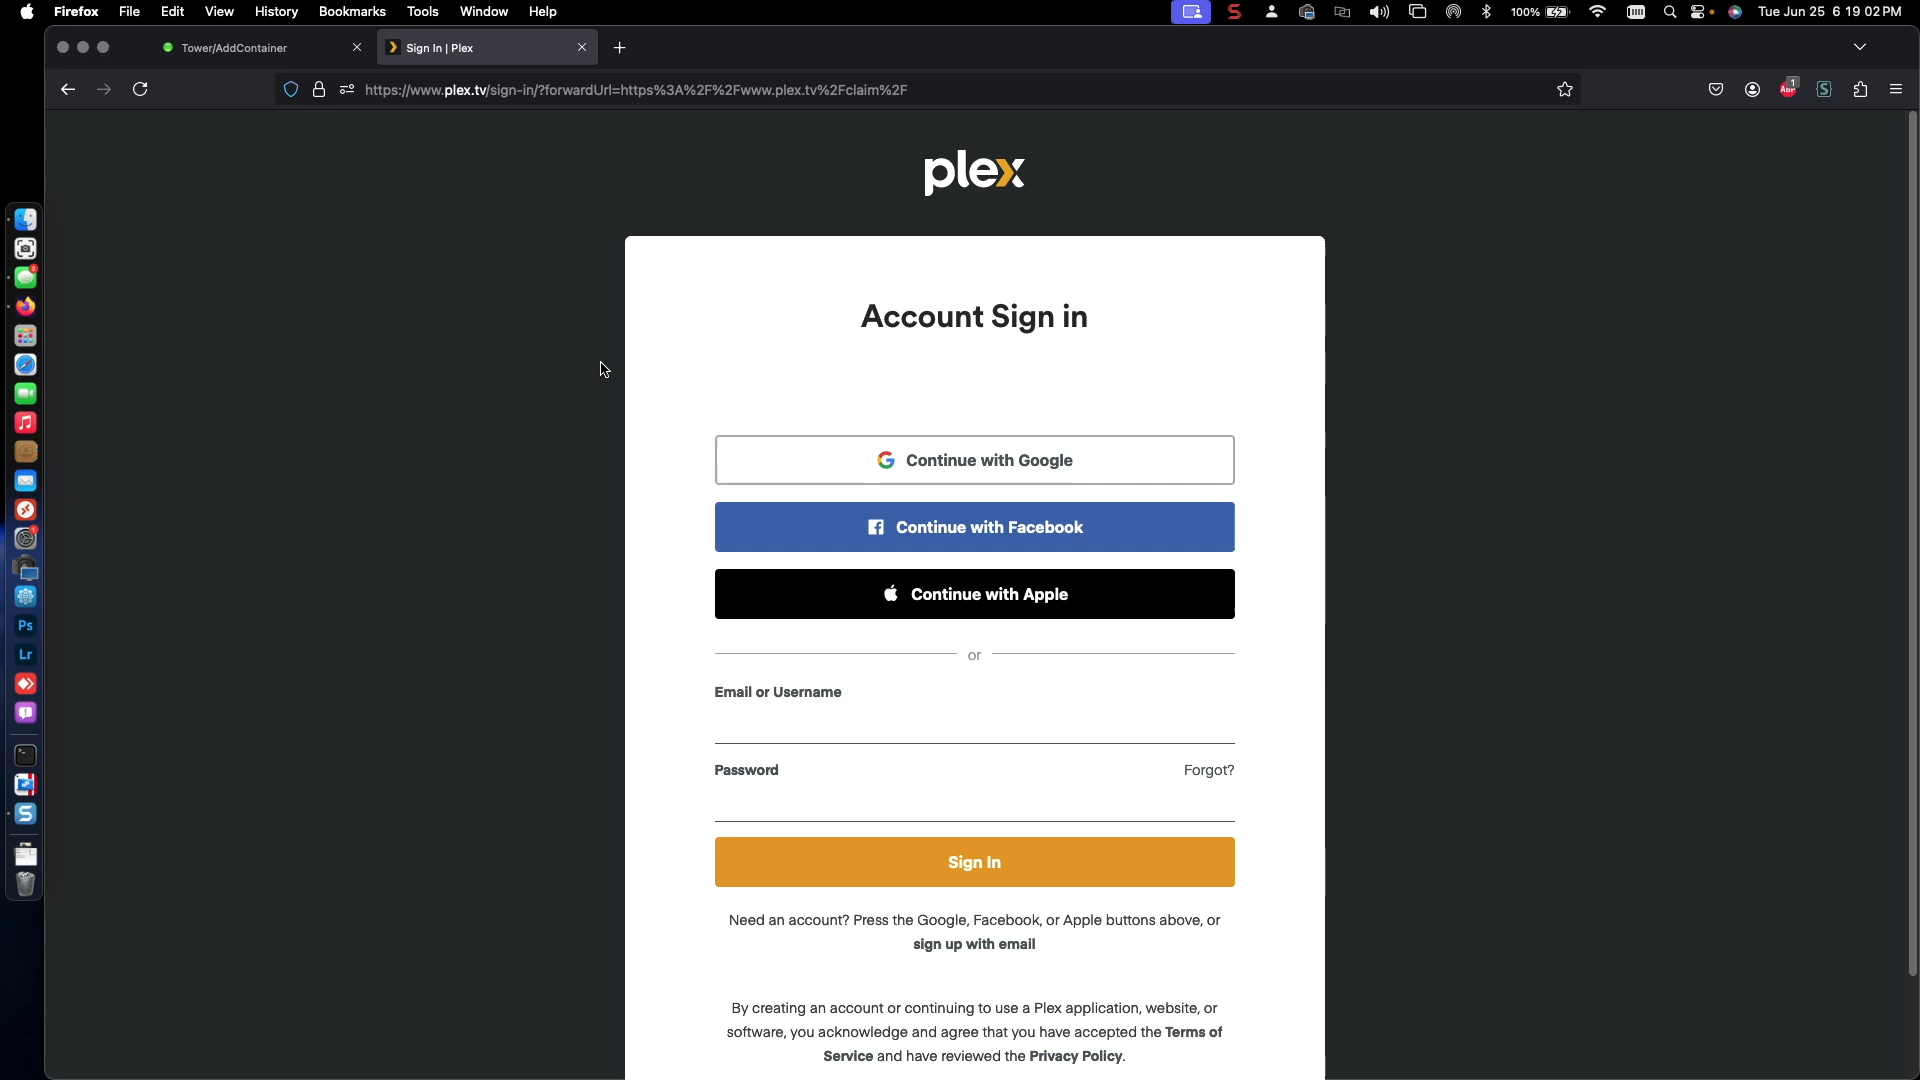 Firefox File Edit View History Bookmarks Tools Window Help 100% Tue Jun 25 6 19 02 PM
Tower/AddContainer Sign In | Plex
https://www.plex.tv/sign-in/?forwardUrl=https%3A%2F%2Fwww.plex.tv%2Fclaim%2F
1
ABP
S
plex
Account Sign in
Continue with Google
Continue with Facebook
Continue with Apple
or
Email or Username
Password Forgot?
Sign In
Need an account? Press the Google, Facebook, or Apple buttons above, or
sign up with email
By creating an account or continuing to use a Plex application, website, or
software, you acknowledge and agree that you have accepted the Terms of
Service and have reviewed the Privacy Policy.
Ps
Lr